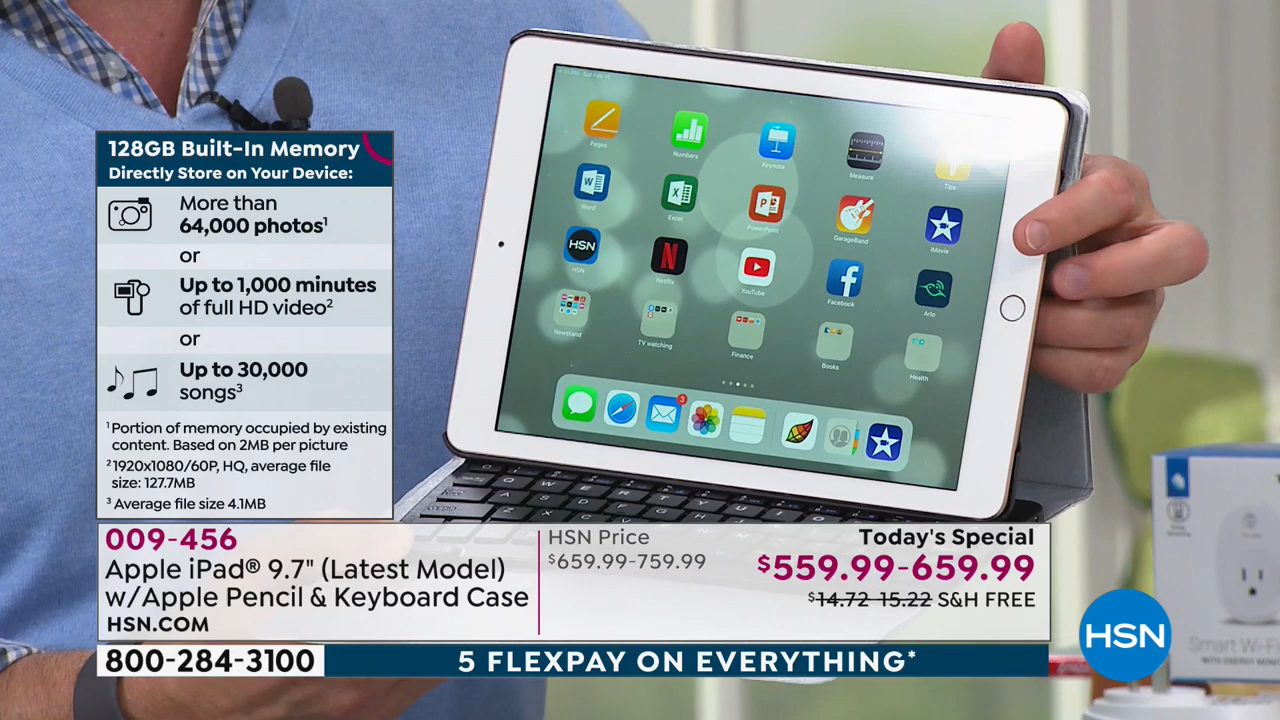 128GB Built-In Memory
Directly Store on Your Device:
More than
64,000 photos¹
or
Up to 1,000 minutes
of full HD video²
or
Up to 30,000
songs³
¹Portion of memory occupied by existing
content. Based on 2MB per picture
²1920x1080/60P, HQ, average file
size: 127.7MB
³Average file size 4.1MB
Pages
Numbers
Keynote
Measure
Tips
W
Word
X
Excel
P
PowerPoint
GarageBand
iMovie
HSN
HSN
N
Netflix
YouTube
f
Facebook
Arlo
Newsstand
TV watching
Finance
Books
Health
3
Q W E R T
009-456
Apple iPad® 9.7" (Latest Model)
w/Apple Pencil & Keyboard Case
HSN.COM
HSN Price
$659.99-759.99
Today's Special
$559.99-659.99
$14.72-15.22 S&H FREE
800-284-3100
5 FLEXPAY ON EVERYTHING*
HSN
Smart Wi-Fi
WITH ENERGY